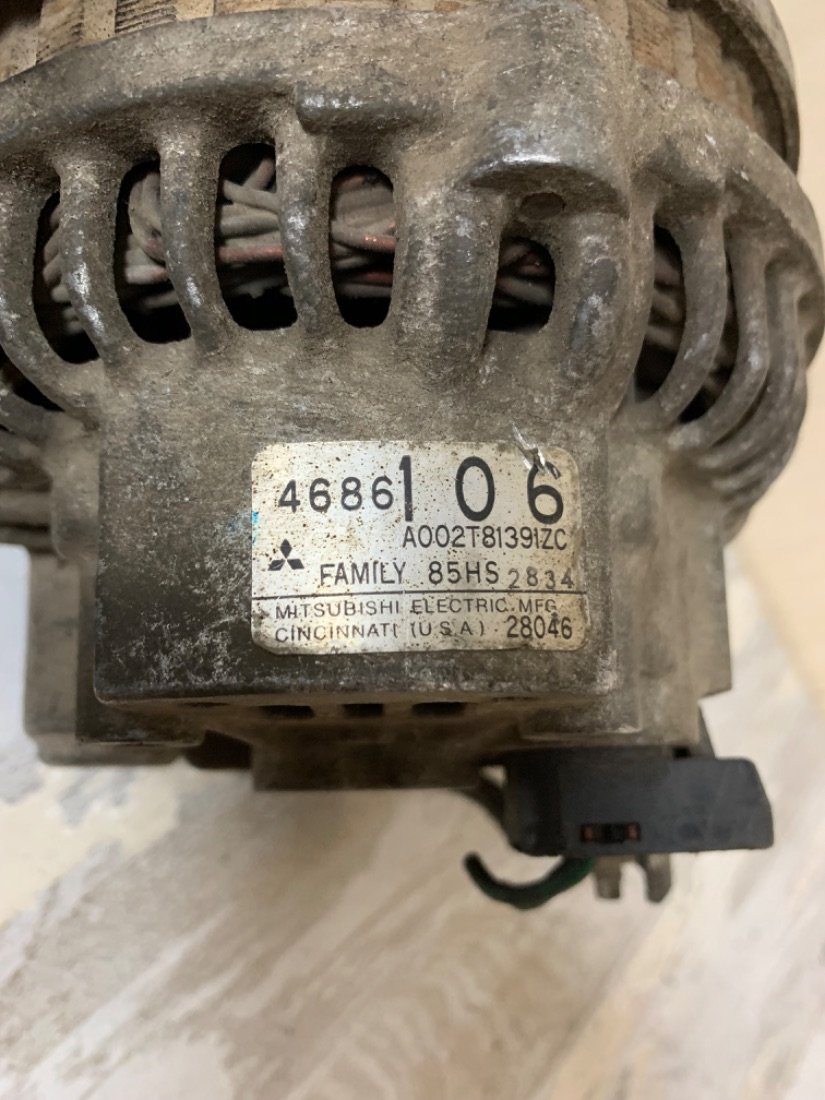 4686106
A002T81391ZC
FAMILY 85HS 2834
MITSUBISHI ELECTRIC MFG
CINCINNATI (U.S.A.) 28046